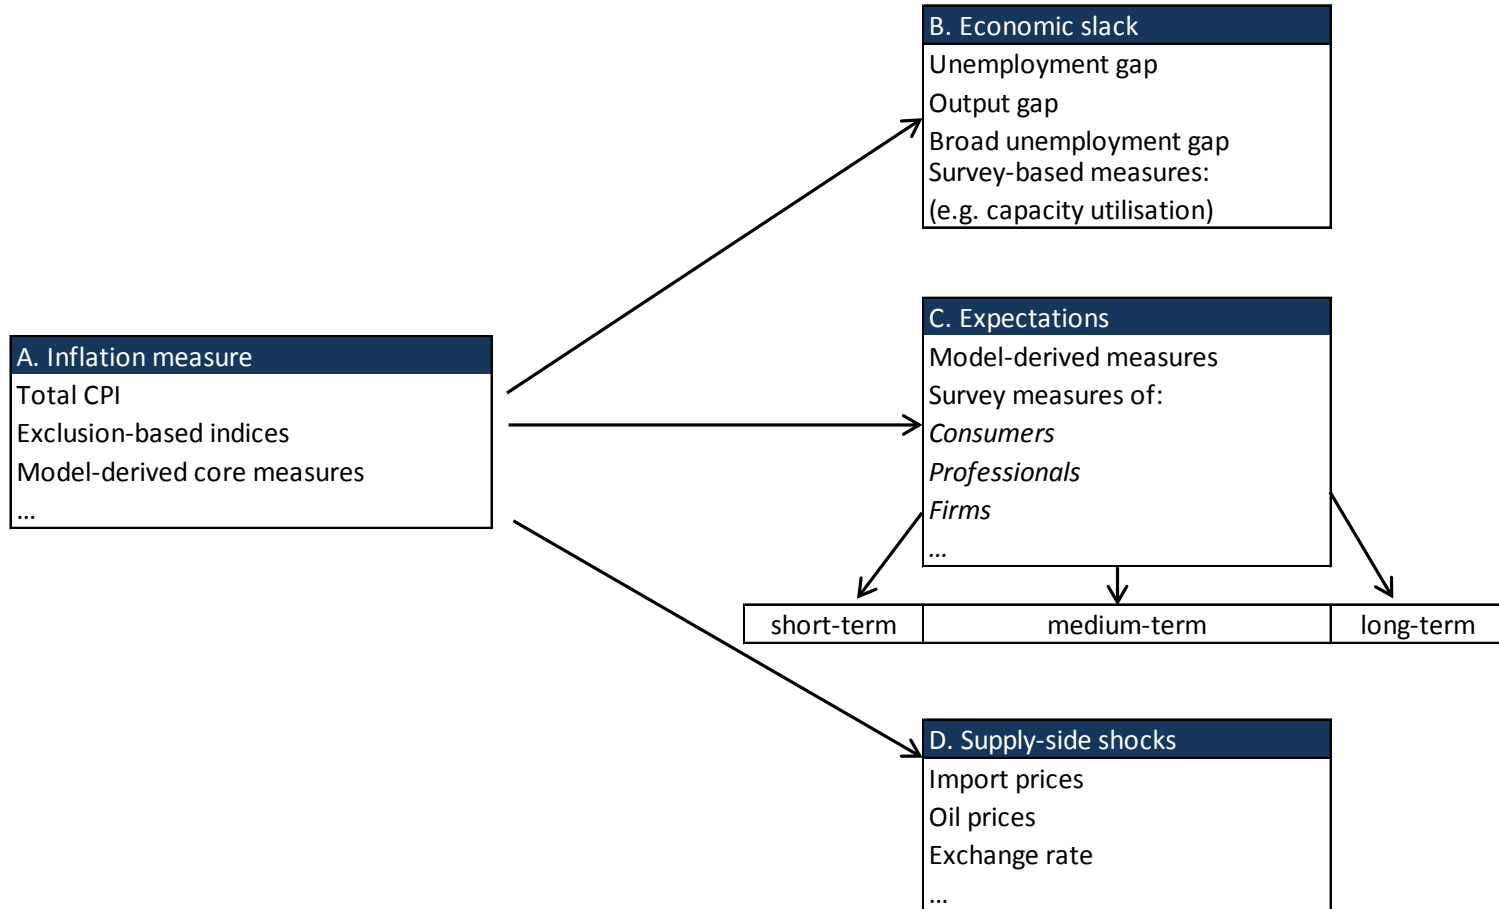 B. Economic slack
Unemployment gap
Output gap
Broad unemployment gap
Survey-based measures:
(e.g. capacity utilisation)
A. Inflation measure
Total CPI
Exclusion-based indices
Model-derived core measures
...
C. Expectations
Model-derived measures
Survey measures of:
Consumers
Professionals
Firms
...
short-term
medium-term
long-term
D. Supply-side shocks
Import prices
Oil prices
Exchange rate
...